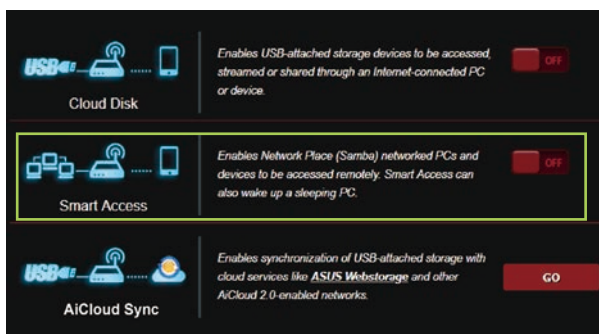 USB
Enables USB-attached storage devices to be accessed,
streamed or shared through an Internet-connected PC
or device.
OFF
Cloud Disk
Enables Network Place (Samba) networked PCs and
devices to be accessed remotely. Smart Access can
also wake up a sleeping PC.
OFF
Smart Access
USB
Enables synchronization of USB-attached storage with
cloud services like ASUS Webstorage and other
AiCloud 2.0-enabled networks.
GO
AiCloud Sync